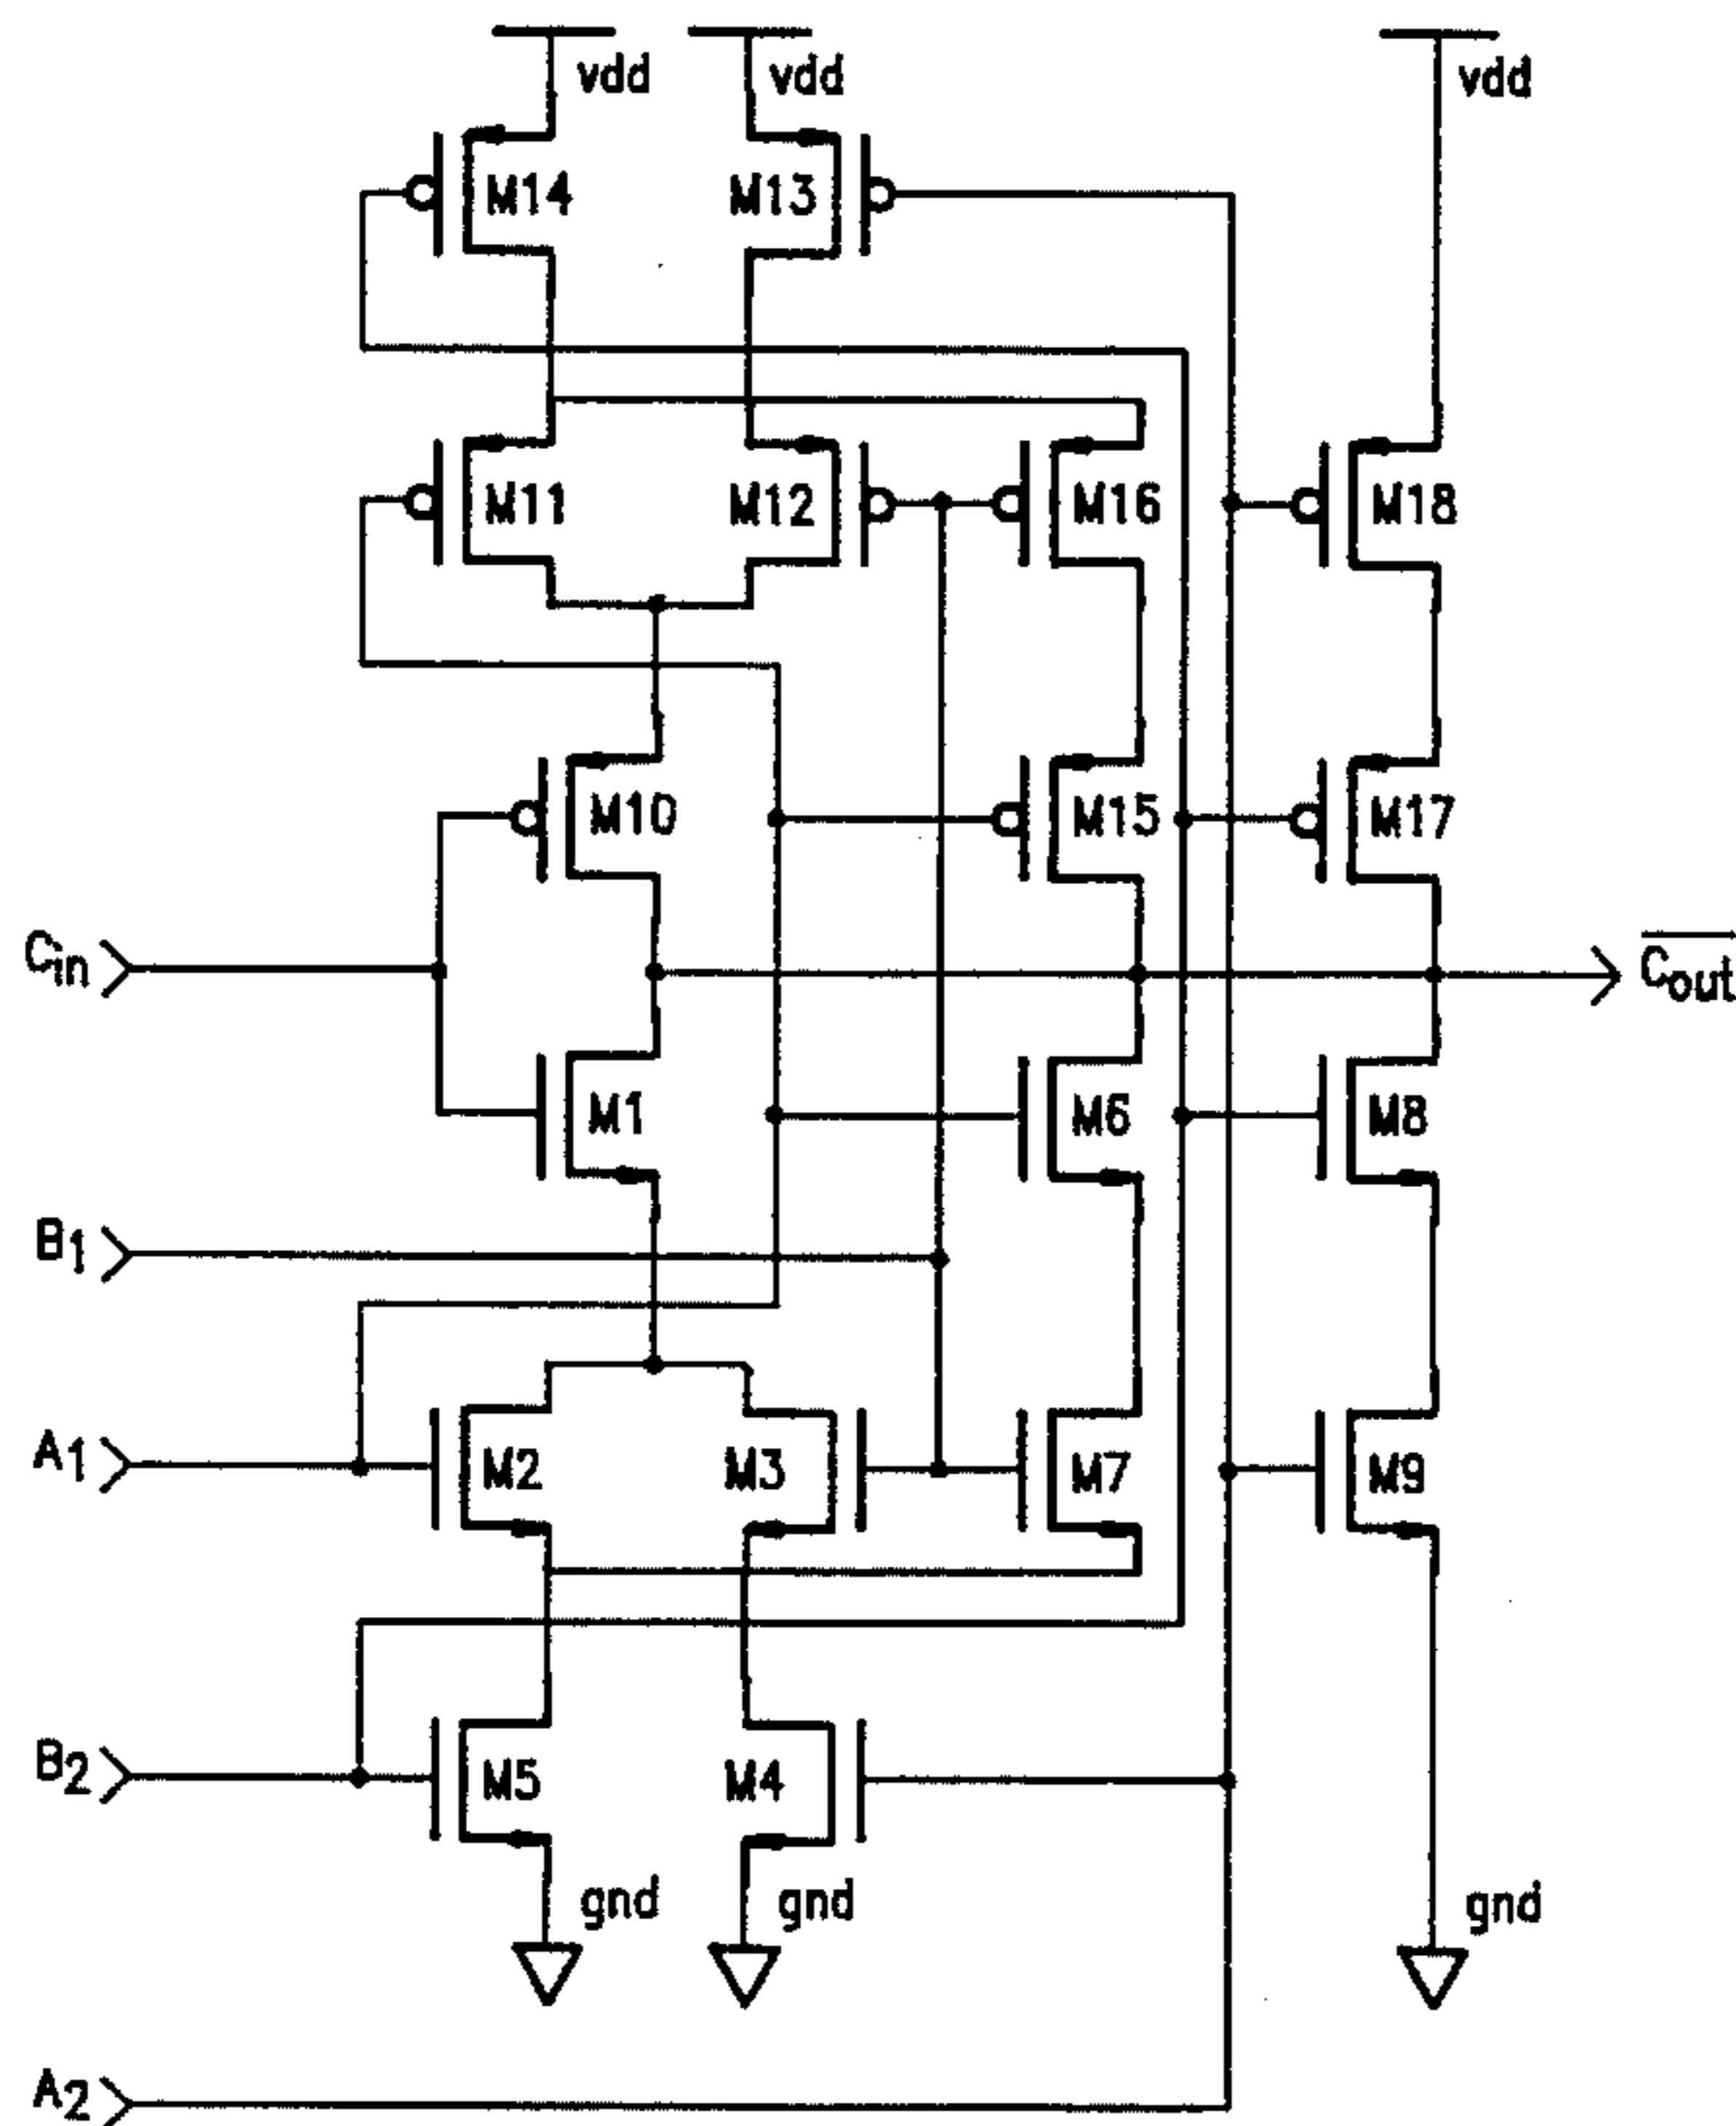 vdd vdd vdd
M14 M13
M11 M12 M16 M18
M10 M15 M17
Cin Cout
M1 M6 M8
B1
A1 M2 M3 M7 M9
B2 M5 M4
gnd gnd gnd
A2